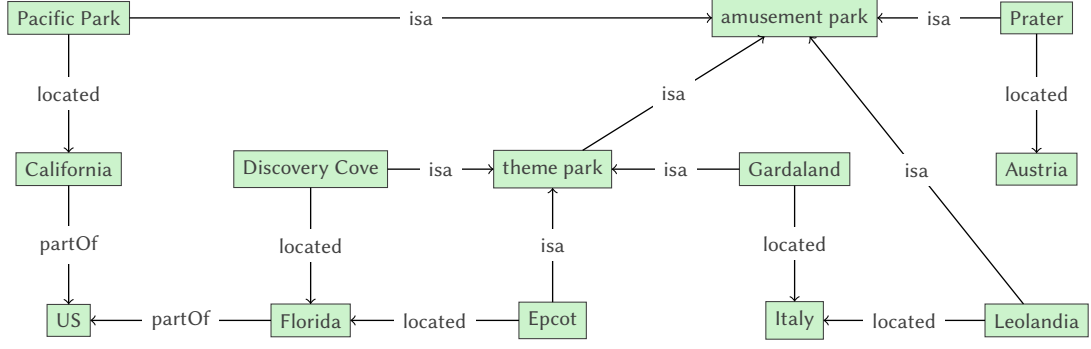 Pacific Park
isa
amusement park
isa
Prater
located
isa
located
California
Discovery Cove
isa
theme park
isa
Gardaland
isa
Austria
partOf
located
isa
located
US
partOf
Florida
located
Epcot
Italy
located
Leolandia